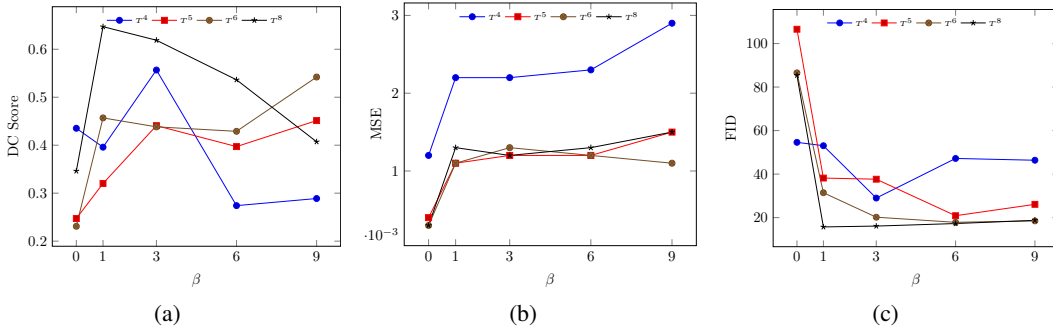 T⁴ T⁵ T⁶ T⁸
0.6
0.5
0.4
0.3
0.2
DC Score
0 1 3 6 9
β
(a)
T⁴ T⁵ T⁶ T⁸
3
2
1
MSE
·10⁻³
0 1 3 6 9
β
(b)
T⁴ T⁵ T⁶ T⁸
100
80
60
40
20
FID
0 1 3 6 9
β
(c)